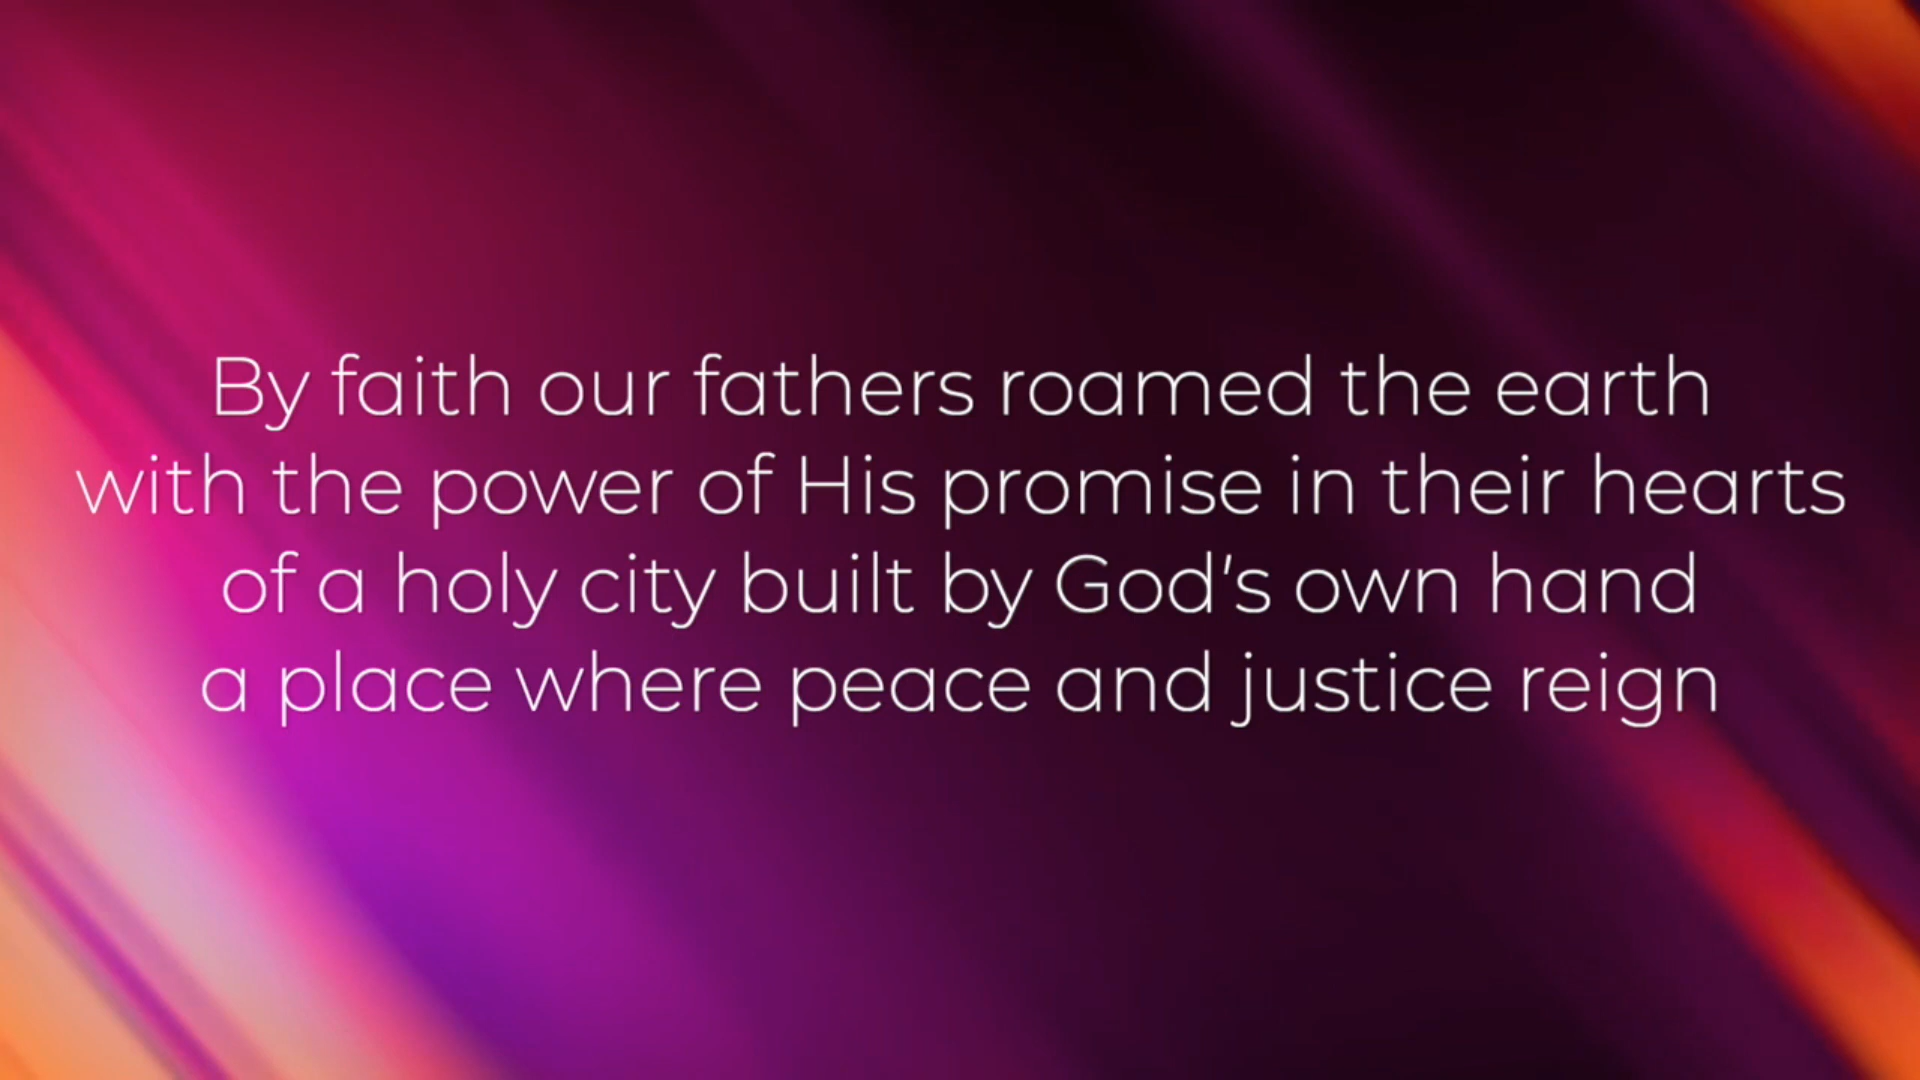 By faith our fathers roamed the earth
with the power of His promise in their hearts
of a holy city built by God's own hand
a place where peace and justice reign